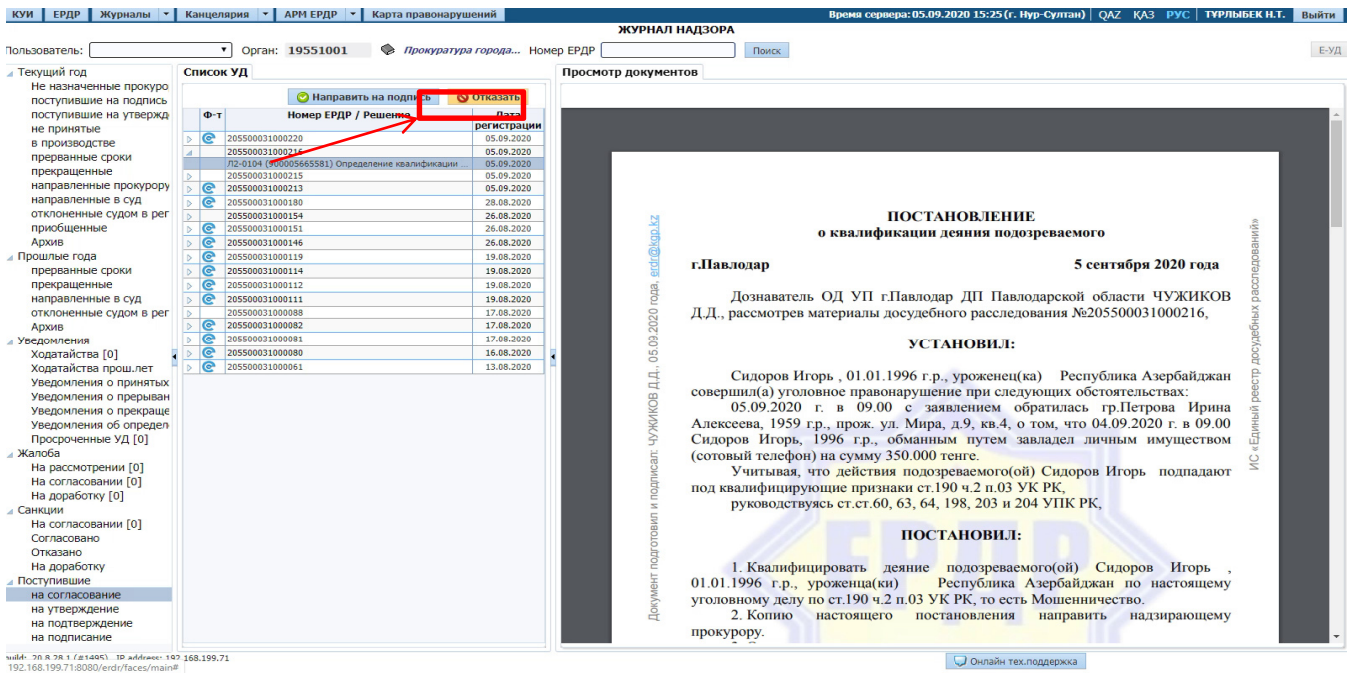 КУИ ЕРДР Журналы Канцелярия АРМ ЕРДР Карта правонарушений Время сервера: 05.09.2020 15:25 (г. Нур-Султан) QAZ ҚАЗ РУС ТҰРЛЫБЕК Н.Т. Выйти
ЖУРНАЛ НАДЗОРА
Пользователь: Орган: 19551001 Прокуратура города... Номер ЕРДР Поиск Е-УД
Текущий год
Не назначенные прокуро
поступившие на подпись
поступившие на утвержд
не принятые
в производстве
прерванные сроки
прекращенные
направленные прокурору
направленные в суд
отклоненные судом в рег
приобщенные
Архив
Прошлые года
прерванные сроки
прекращенные
направленные в суд
отклоненные судом в рег
Архив
Уведомления
Ходатайства [0]
Ходатайства прош.лет
Уведомления о принятых
Уведомления о прерыван
Уведомления о прекраще
Уведомления об определ
Просроченные УД [0]
Жалоба
На рассмотрении [0]
На согласовании [0]
На доработку [0]
Санкции
На согласовании [0]
Согласовано
Отказано
На доработку
Поступившие
на согласование
на утверждение
на подтверждение
на подписание
Список УД
Направить на подпись Отказать
Ф-т Номер ЕРДР / Решение Дата
регистрации
205500031000220 05.09.2020
205500031000216 05.09.2020
Л2-0104 (900005665581) Определение квалификации ... 05.09.2020
205500031000215 05.09.2020
205500031000213 05.09.2020
205500031000180 28.08.2020
205500031000154 26.08.2020
205500031000151 26.08.2020
205500031000146 26.08.2020
205500031000119 19.08.2020
205500031000114 19.08.2020
205500031000112 19.08.2020
205500031000111 19.08.2020
205500031000088 17.08.2020
205500031000082 17.08.2020
205500031000081 17.08.2020
205500031000080 16.08.2020
205500031000061 13.08.2020
Просмотр документов
Документ подготовил и подписал: ЧУЖИКОВ Д.Д., 05.09.2020 года, erdr@kgp.kz
ПОСТАНОВЛЕНИЕ
о квалификации деяния подозреваемого
г.Павлодар 5 сентября 2020 года
Дознаватель ОД УП г.Павлодар ДП Павлодарской области ЧУЖИКОВ
Д.Д., рассмотрев материалы досудебного расследования №205500031000216,
УСТАНОВИЛ:
Сидоров Игорь , 01.01.1996 г.р., уроженец(ка) Республика Азербайджан
совершил(а) уголовное правонарушение при следующих обстоятельствах:
05.09.2020 г. в 09.00 с заявлением обратилась гр.Петрова Ирина
Алексеева, 1959 г.р., прож. ул. Мира, д.9, кв.4, о том, что 04.09.2020 г. в 09.00
Сидоров Игорь, 1996 г.р., обманным путем завладел личным имуществом
(сотовый телефон) на сумму 350.000 тенге.
Учитывая, что действия подозреваемого(ой) Сидоров Игорь подпадают
под квалифицирующие признаки ст.190 ч.2 п.03 УК РК,
руководствуясь ст.ст.60, 63, 64, 198, 203 и 204 УПК РК,
ПОСТАНОВИЛ:
1. Квалифицировать деяние подозреваемого(ой) Сидоров Игорь ,
01.01.1996 г.р., уроженца(ки) Республика Азербайджан по настоящему
уголовному делу по ст.190 ч.2 п.03 УК РК, то есть Мошенничество.
2. Копию настоящего постановления направить надзирающему
прокурору.
ЕРДР
ИС «Единый реестр досудебных расследований»
build: 20.8.28.1 (#1495) IP address: 192.168.199.71
192.168.199.71:8080/erdr/faces/main#
Онлайн тех.поддержка